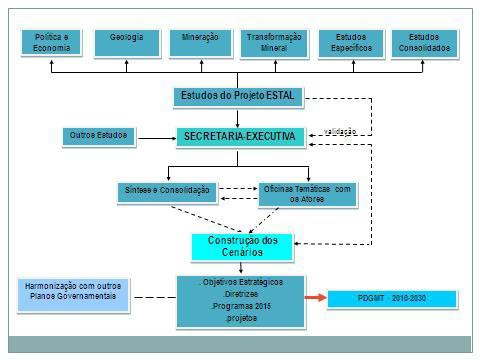 Política e
Economia
Geologia
Mineração
Transformação
Mineral
Estudos
Específicos
Estudos
Consolidados
Estudos do Projeto ESTAL
Outros Estudos
SECRETARIA-EXECUTIVA
validação
Síntese e Consolidação
Oficinas Temáticas com
os Atores
Construção dos
Cenários
Harmonização com outros
Planos Governamentais
. Objetivos Estratégicos
.Diretrizes
.Programas 2015
.projetos
PDGMT - 2010-2030